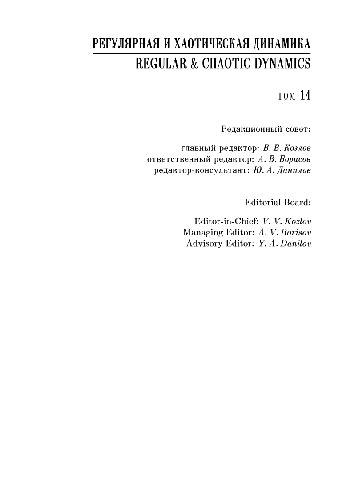 РЕГУЛЯРНАЯ И ХАОТИЧЕСКАЯ ДИНАМИКА
REGULAR & CHAOTIC DYNAMICS
ТОМ 14
Редакционный совет:
главный редактор: В. В. Козлов
ответственный редактор: А. В. Борисов
редактор-консультант: Ю. А. Данилов
Editorial Board:
Editor-in-Chief: V. V. Kozlov
Managing Editor: A. V. Borisov
Advisory Editor: Y. A. Danilov